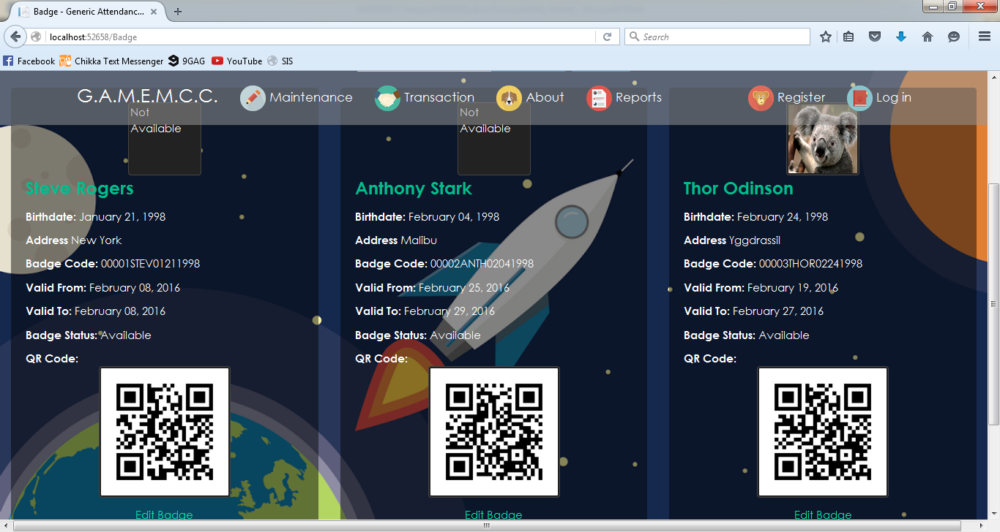 Badge - Generic Attendanc...
localhost:52658/Badge
Search
Facebook Chikka Text Messenger 9GAG YouTube SIS
G.A.M.E.M.C.C. Maintenance Transaction About Reports Register Log in
Not
Available
Not
Available
Steve Rogers
Birthdate: January 21, 1998
Address New York
Badge Code: 00001STEV01211998
Valid From: February 08, 2016
Valid To: February 08, 2016
Badge Status: Available
QR Code:
Edit Badge
Anthony Stark
Birthdate: February 04, 1998
Address Malibu
Badge Code: 00002ANTH02041998
Valid From: February 25, 2016
Valid To: February 29, 2016
Badge Status: Available
QR Code:
Edit Badge
Thor Odinson
Birthdate: February 24, 1998
Address Yggdrassil
Badge Code: 00003THOR02241998
Valid From: February 19, 2016
Valid To: February 27, 2016
Badge Status: Available
QR Code:
Edit Badge